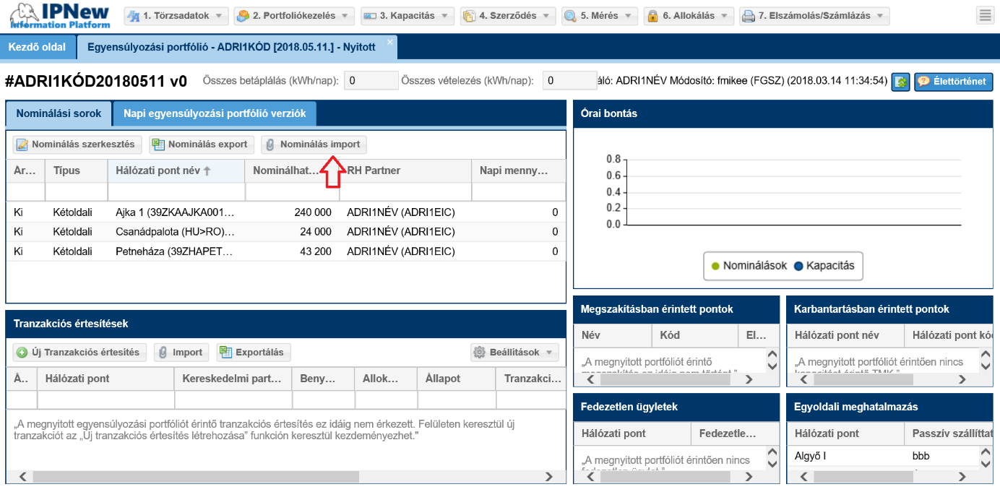 IPNew
Information Platform
1. Törzsadatok
2. Portfoliókezelés
3. Kapacitás
4. Szerződés
5. Mérés
6. Allokálás
7. Elszámolás/Számlázás
Kezdő oldal
Egyensúlyozási portfólió - ADRI1KÓD [2018.05.11.] - Nyitott
#ADRI1KÓD20180511 v0
Összes betáplálás (kWh/nap): 0
Összes vételezés (kWh/nap): 0
áló: ADRI1NÉV Módosító: fmikee (FGSZ) (2018.03.14 11:34:54)
Élettörténet
Nominálási sorok
Napi egyensúlyozási portfólió verziók
Nominálás szerkesztés
Nominálás export
Nominálás import
Ár... Típus Hálózati pont név Nominálhat... RH Partner Napi menny...
Ki Kétoldali Ajka 1 (39ZKAAJKA001... 240 000 ADRI1NÉV (ADRI1EIC) 0
Ki Kétoldali Csanádpalota (HU>RO)... 24 000 ADRI1NÉV (ADRI1EIC) 0
Ki Kétoldali Petneháza (39ZHAPET... 43 200 ADRI1NÉV (ADRI1EIC) 0
Órai bontás
0.8
0.6
0.4
0.2
0.0
Nominálások Kapacitás
Tranzakciós értesítések
Új Tranzakciós értesítés
Import
Exportálás
Beállítások
Á.. Hálózati pont Kereskedelmi part... Beny... Allok... Állapot Tranzakci...
„A megnyitott egyensúlyozási portfóliót érintő tranzakciós értesítés ez idáig nem érkezett. Felületen keresztül új
tranzakciót az „Új tranzakciós értesítés létrehozása” funkción keresztül kezdeményezhet."
Megszakításban érintett pontok
Név Kód El...
„A megnyitott portfóliót érintő
megszakítás ez idáig nem történt."
Karbantartásban érintett pontok
Hálózati pont név Hálózati pont kó
„A megnyitott portfóliót érintően nincs
kapacitást érintő TMK."
Fedezetlen ügyletek
Hálózati pont Fedezetle...
„A megnyitott portfóliót érintően nincs
fedezetlen ügylet."
Egyoldali meghatalmazás
Hálózati pont Passzív szállíttat
Algyő I bbb